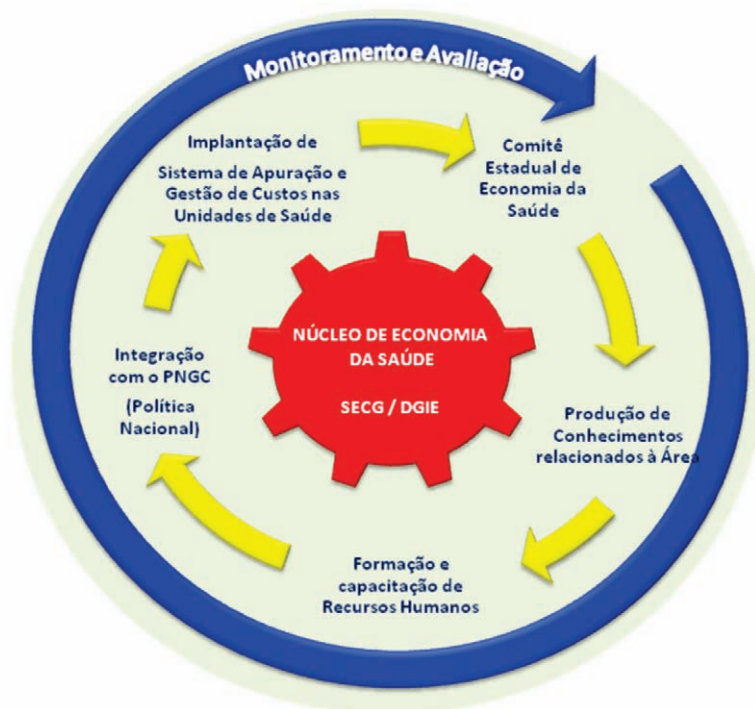 Monitoramento e Avaliação
Implantação de
Sistema de Apuração e
Gestão de Custos nas
Unidades de Saúde
Comitê
Estadual de
Economia da
Saúde
Produção de
Conhecimentos
relacionados à Área
Formação e
capacitação de
Recursos Humanos
Integração
com o PNGC
(Política
Nacional)
NÚCLEO DE ECONOMIA
DA SAÚDE
SECG / DGIE